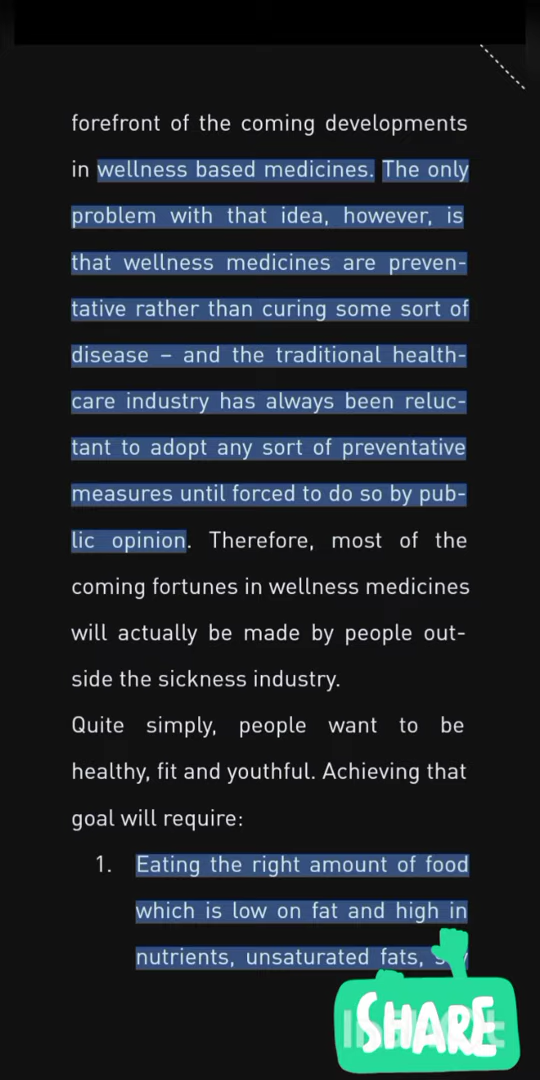 forefront of the coming developments
in wellness based medicines. The only
problem with that idea, however, is
that wellness medicines are preven-
tative rather than curing some sort of
disease – and the traditional health-
care industry has always been reluc-
tant to adopt any sort of preventative
measures until forced to do so by pub-
lic opinion. Therefore, most of the
coming fortunes in wellness medicines
will actually be made by people out-
side the sickness industry.
Quite simply, people want to be
healthy, fit and youthful. Achieving that
goal will require:
1. Eating the right amount of food
which is low on fat and high in
nutrients, unsaturated fats,
SHARE